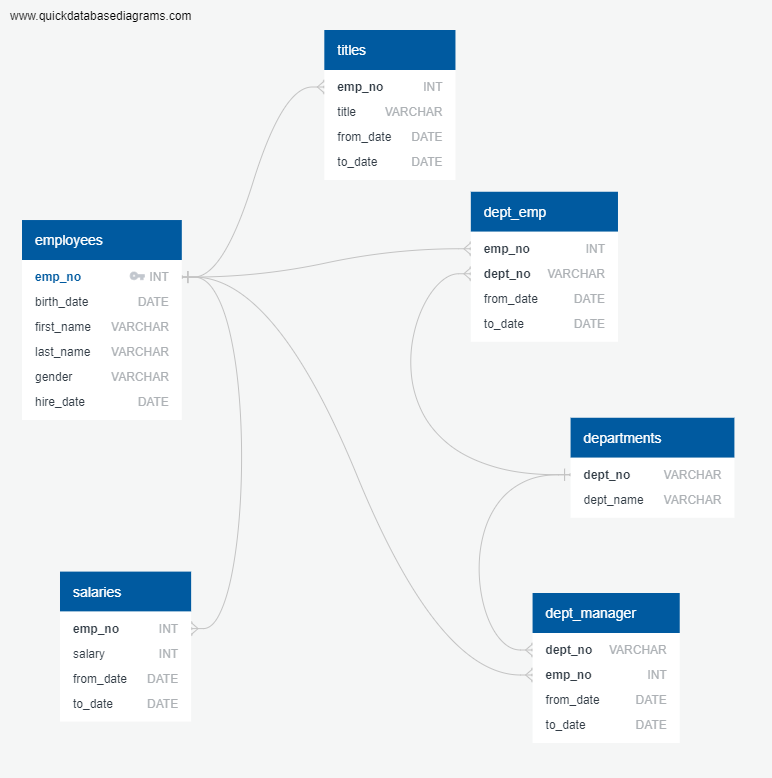 www.quickdatabasediagrams.com
titles
emp_no INT
title VARCHAR
from_date DATE
to_date DATE
dept_emp
emp_no INT
dept_no VARCHAR
from_date DATE
to_date DATE
employees
emp_no INT
birth_date DATE
first_name VARCHAR
last_name VARCHAR
gender VARCHAR
hire_date DATE
departments
dept_no VARCHAR
dept_name VARCHAR
salaries
emp_no INT
salary INT
from_date DATE
to_date DATE
dept_manager
dept_no VARCHAR
emp_no INT
from_date DATE
to_date DATE